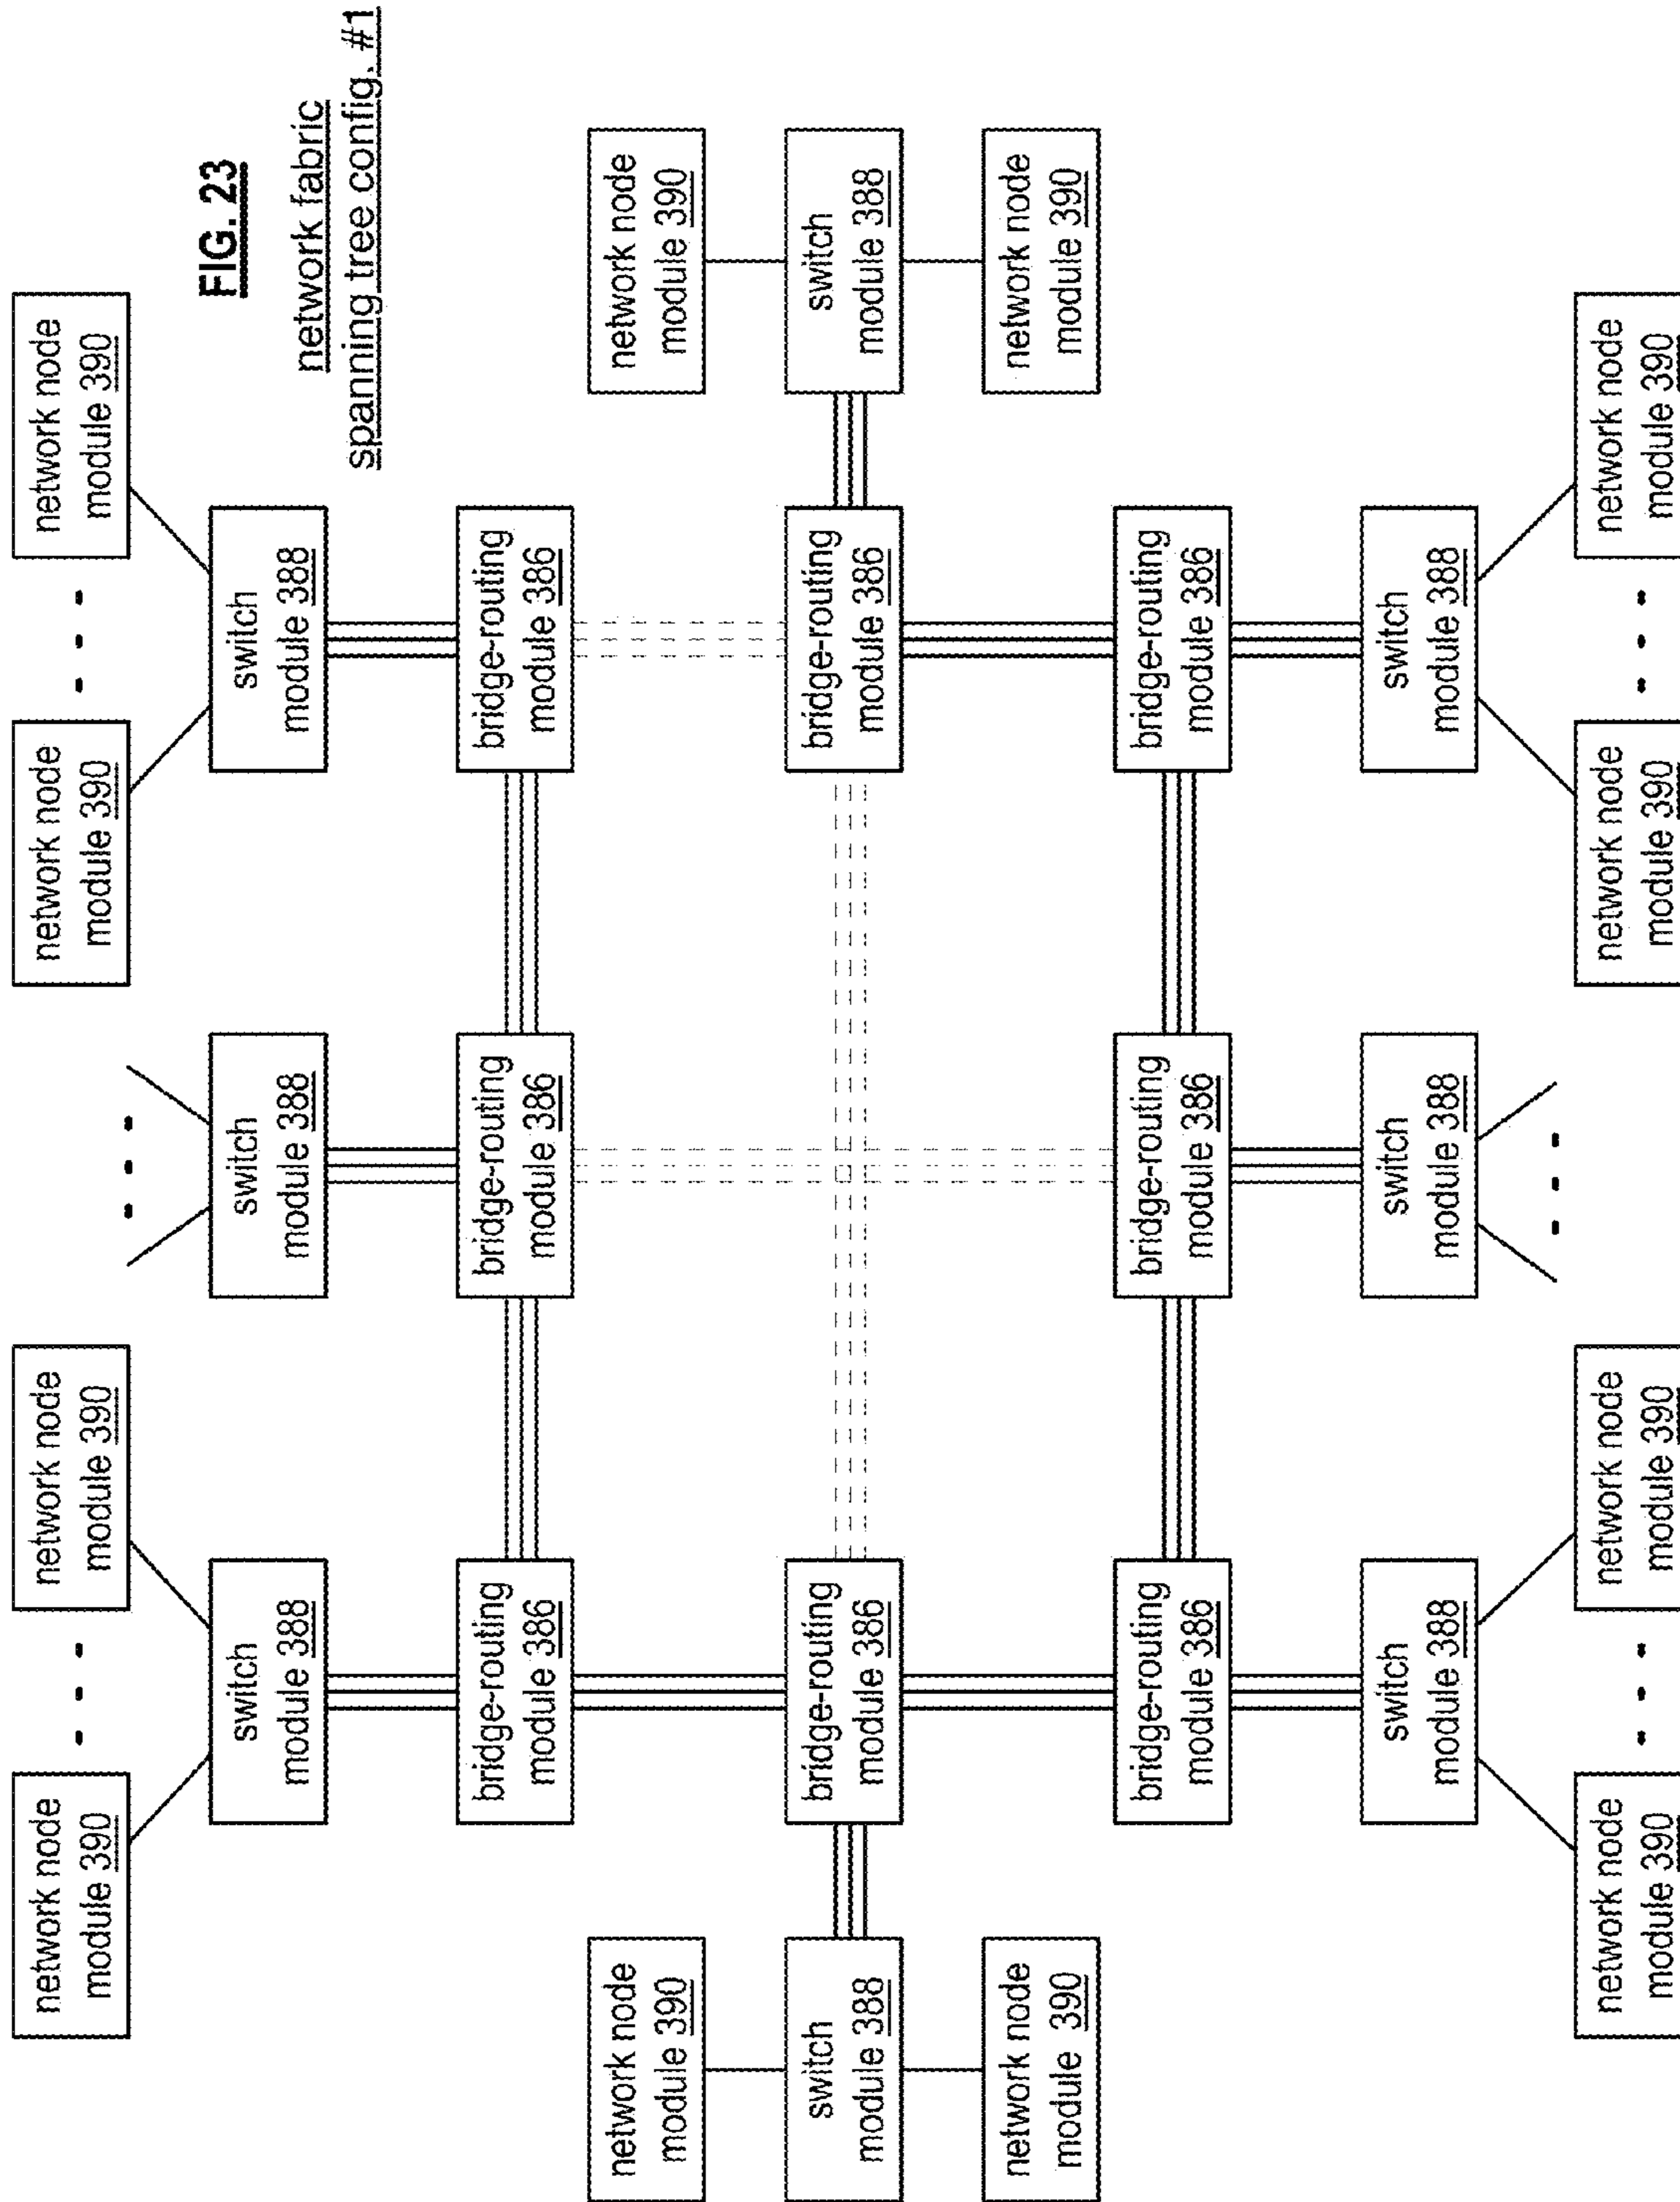 network node
module 390
network node
module 390
network node
module 390
network node
module 390
FIG. 23
network fabric
spanning tree config. #1
switch
module 388
switch
module 388
switch
module 388
bridge-routing
module 386
bridge-routing
module 386
bridge-routing
module 386
network node
module 390
network node
module 390
switch
module 388
bridge-routing
module 386
bridge-routing
module 386
switch
module 388
network node
module 390
network node
module 390
bridge-routing
module 386
bridge-routing
module 386
bridge-routing
module 386
switch
module 388
switch
module 388
switch
module 388
network node
module 390
network node
module 390
network node
module 390
network node
module 390